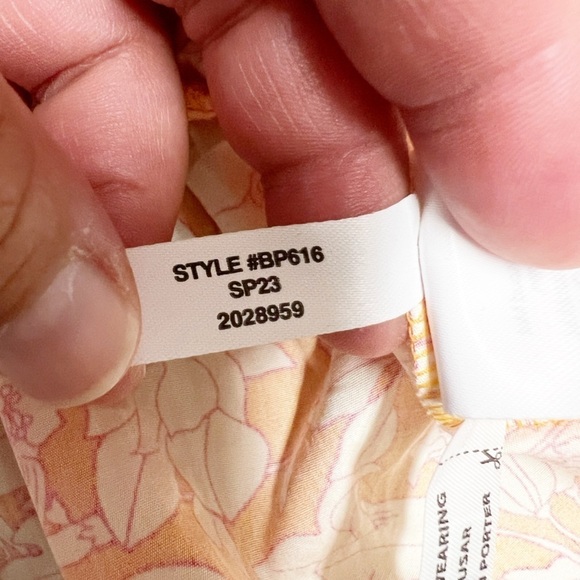 STYLE #BP616
SP23
2028959
WEARING
USAR
PORTER